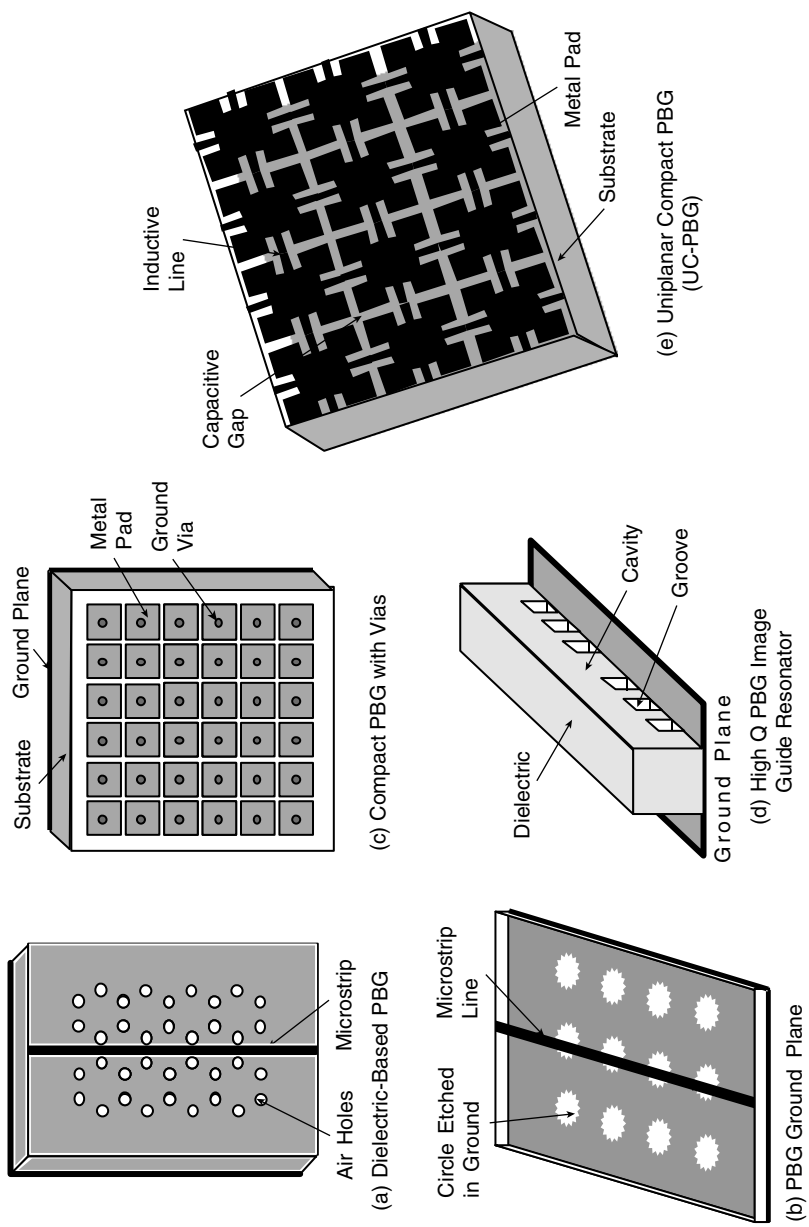 Air Holes
Microstrip
(a) Dielectric-Based PBG
Circle Etched
in Ground
Microstrip
Line
(b) PBG Ground Plane
Substrate
Ground Plane
Metal
Pad
Ground
Via
(c) Compact PBG with Vias
Dielectric
Cavity
Groove
Ground Plane
(d) High Q PBG Image
Guide Resonator
Capacitive
Gap
Inductive
Line
Metal Pad
Substrate
(e) Uniplanar Compact PBG
(UC-PBG)